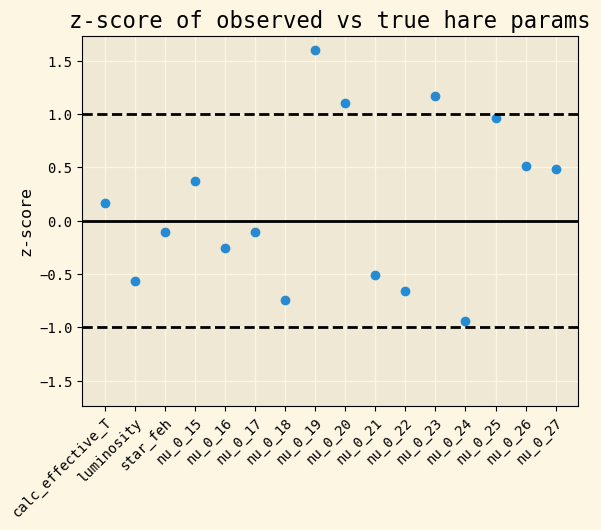 z-score of observed vs true hare params
1.5
1.0
0.5
0.0
−0.5
−1.0
−1.5
z-score
calc_effective_T
luminosity
star_feh
nu_0_15
nu_0_16
nu_0_17
nu_0_18
nu_0_19
nu_0_20
nu_0_21
nu_0_22
nu_0_23
nu_0_24
nu_0_25
nu_0_26
nu_0_27